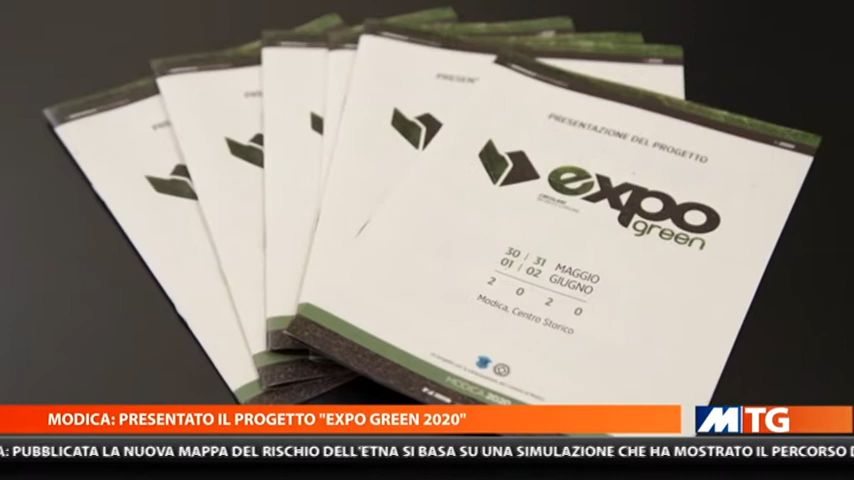 PRESENTAZIONE DEL PROGETTO
expo
green
30 | 31 MAGGIO
01 | 02 GIUGNO
2 0 2 0
Modica, Centro Storico
MODICA 2020
MODICA: PRESENTATO IL PROGETTO "EXPO GREEN 2020"
MTG
A: PUBBLICATA LA NUOVA MAPPA DEL RISCHIO DELL'ETNA SI BASA SU UNA SIMULAZIONE CHE HA MOSTRATO IL PERCORSO D